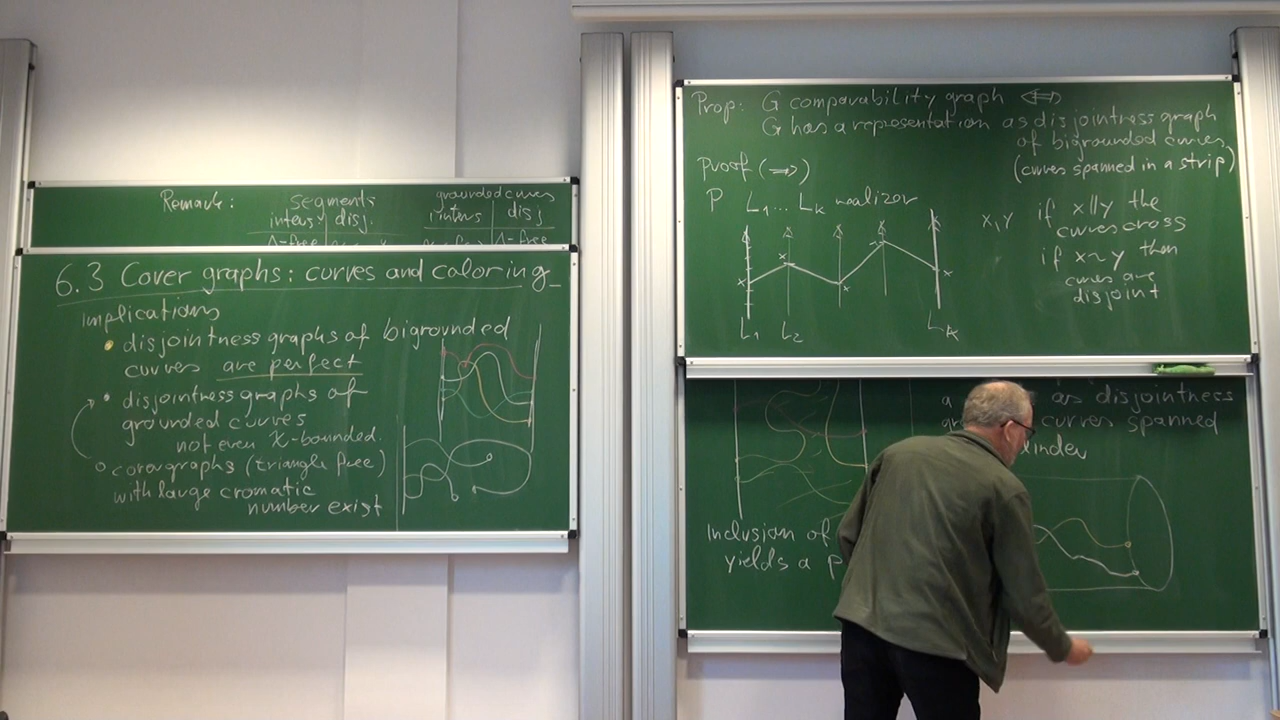 Remark:
segments
grounded curves
inters disj.
inters disj
Δ-free
Δ-free
6.3 Cover graphs: curves and coloring
Implications
• disjointness graphs of bigrounded
curves are perfect
• disjointness graphs of
grounded curves
not even χ-bounded.
○ cover graphs (triangle free)
with large cromatic
number exist
Prop: G comparability graph ⟺
G has a representation as disjointness graph
of bigrounded curves
(curves spanned in a strip)
Proof (⟹)
P L1 ... Lk realizer
x,y if x||y the
curves cross
if x~y then
curves are
disjoint
L1 L2 Lk
as disjointness
curves spanned
Inclusion of
yields a p